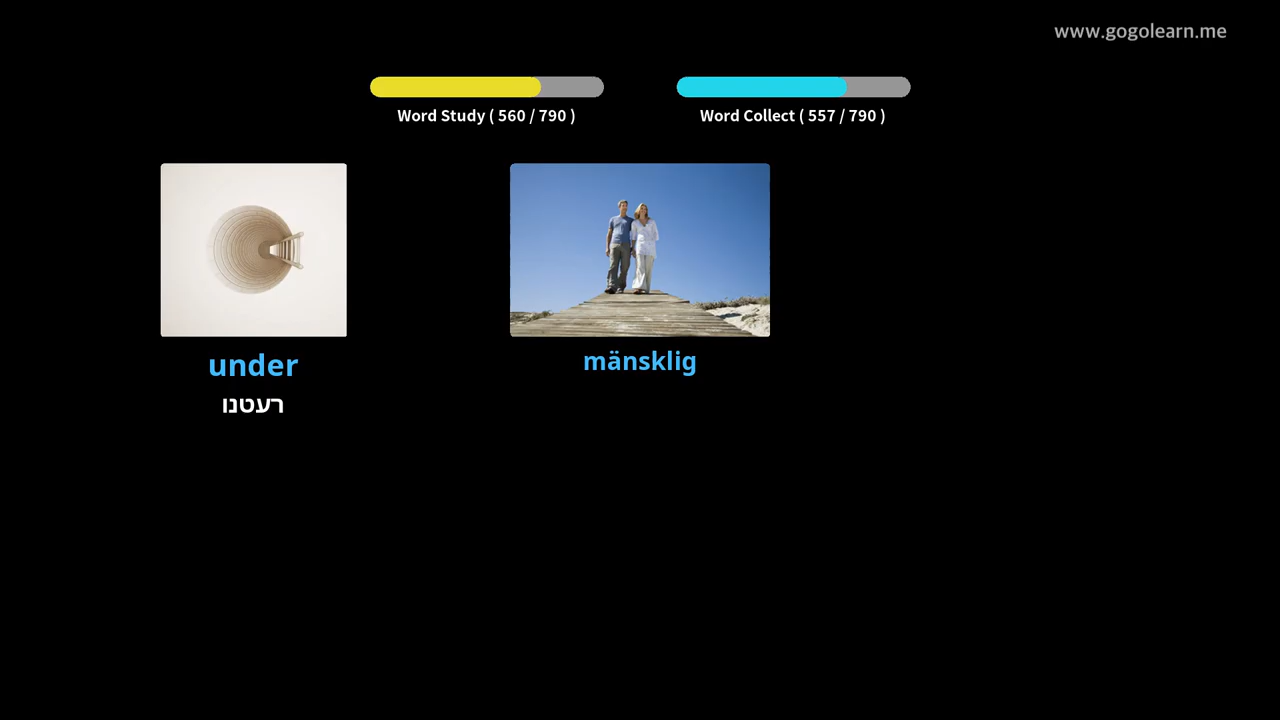 www.gogolearn.me
Word Study ( 560 / 790 )
Word Collect ( 557 / 790 )
under
רעטנו
mänsklig